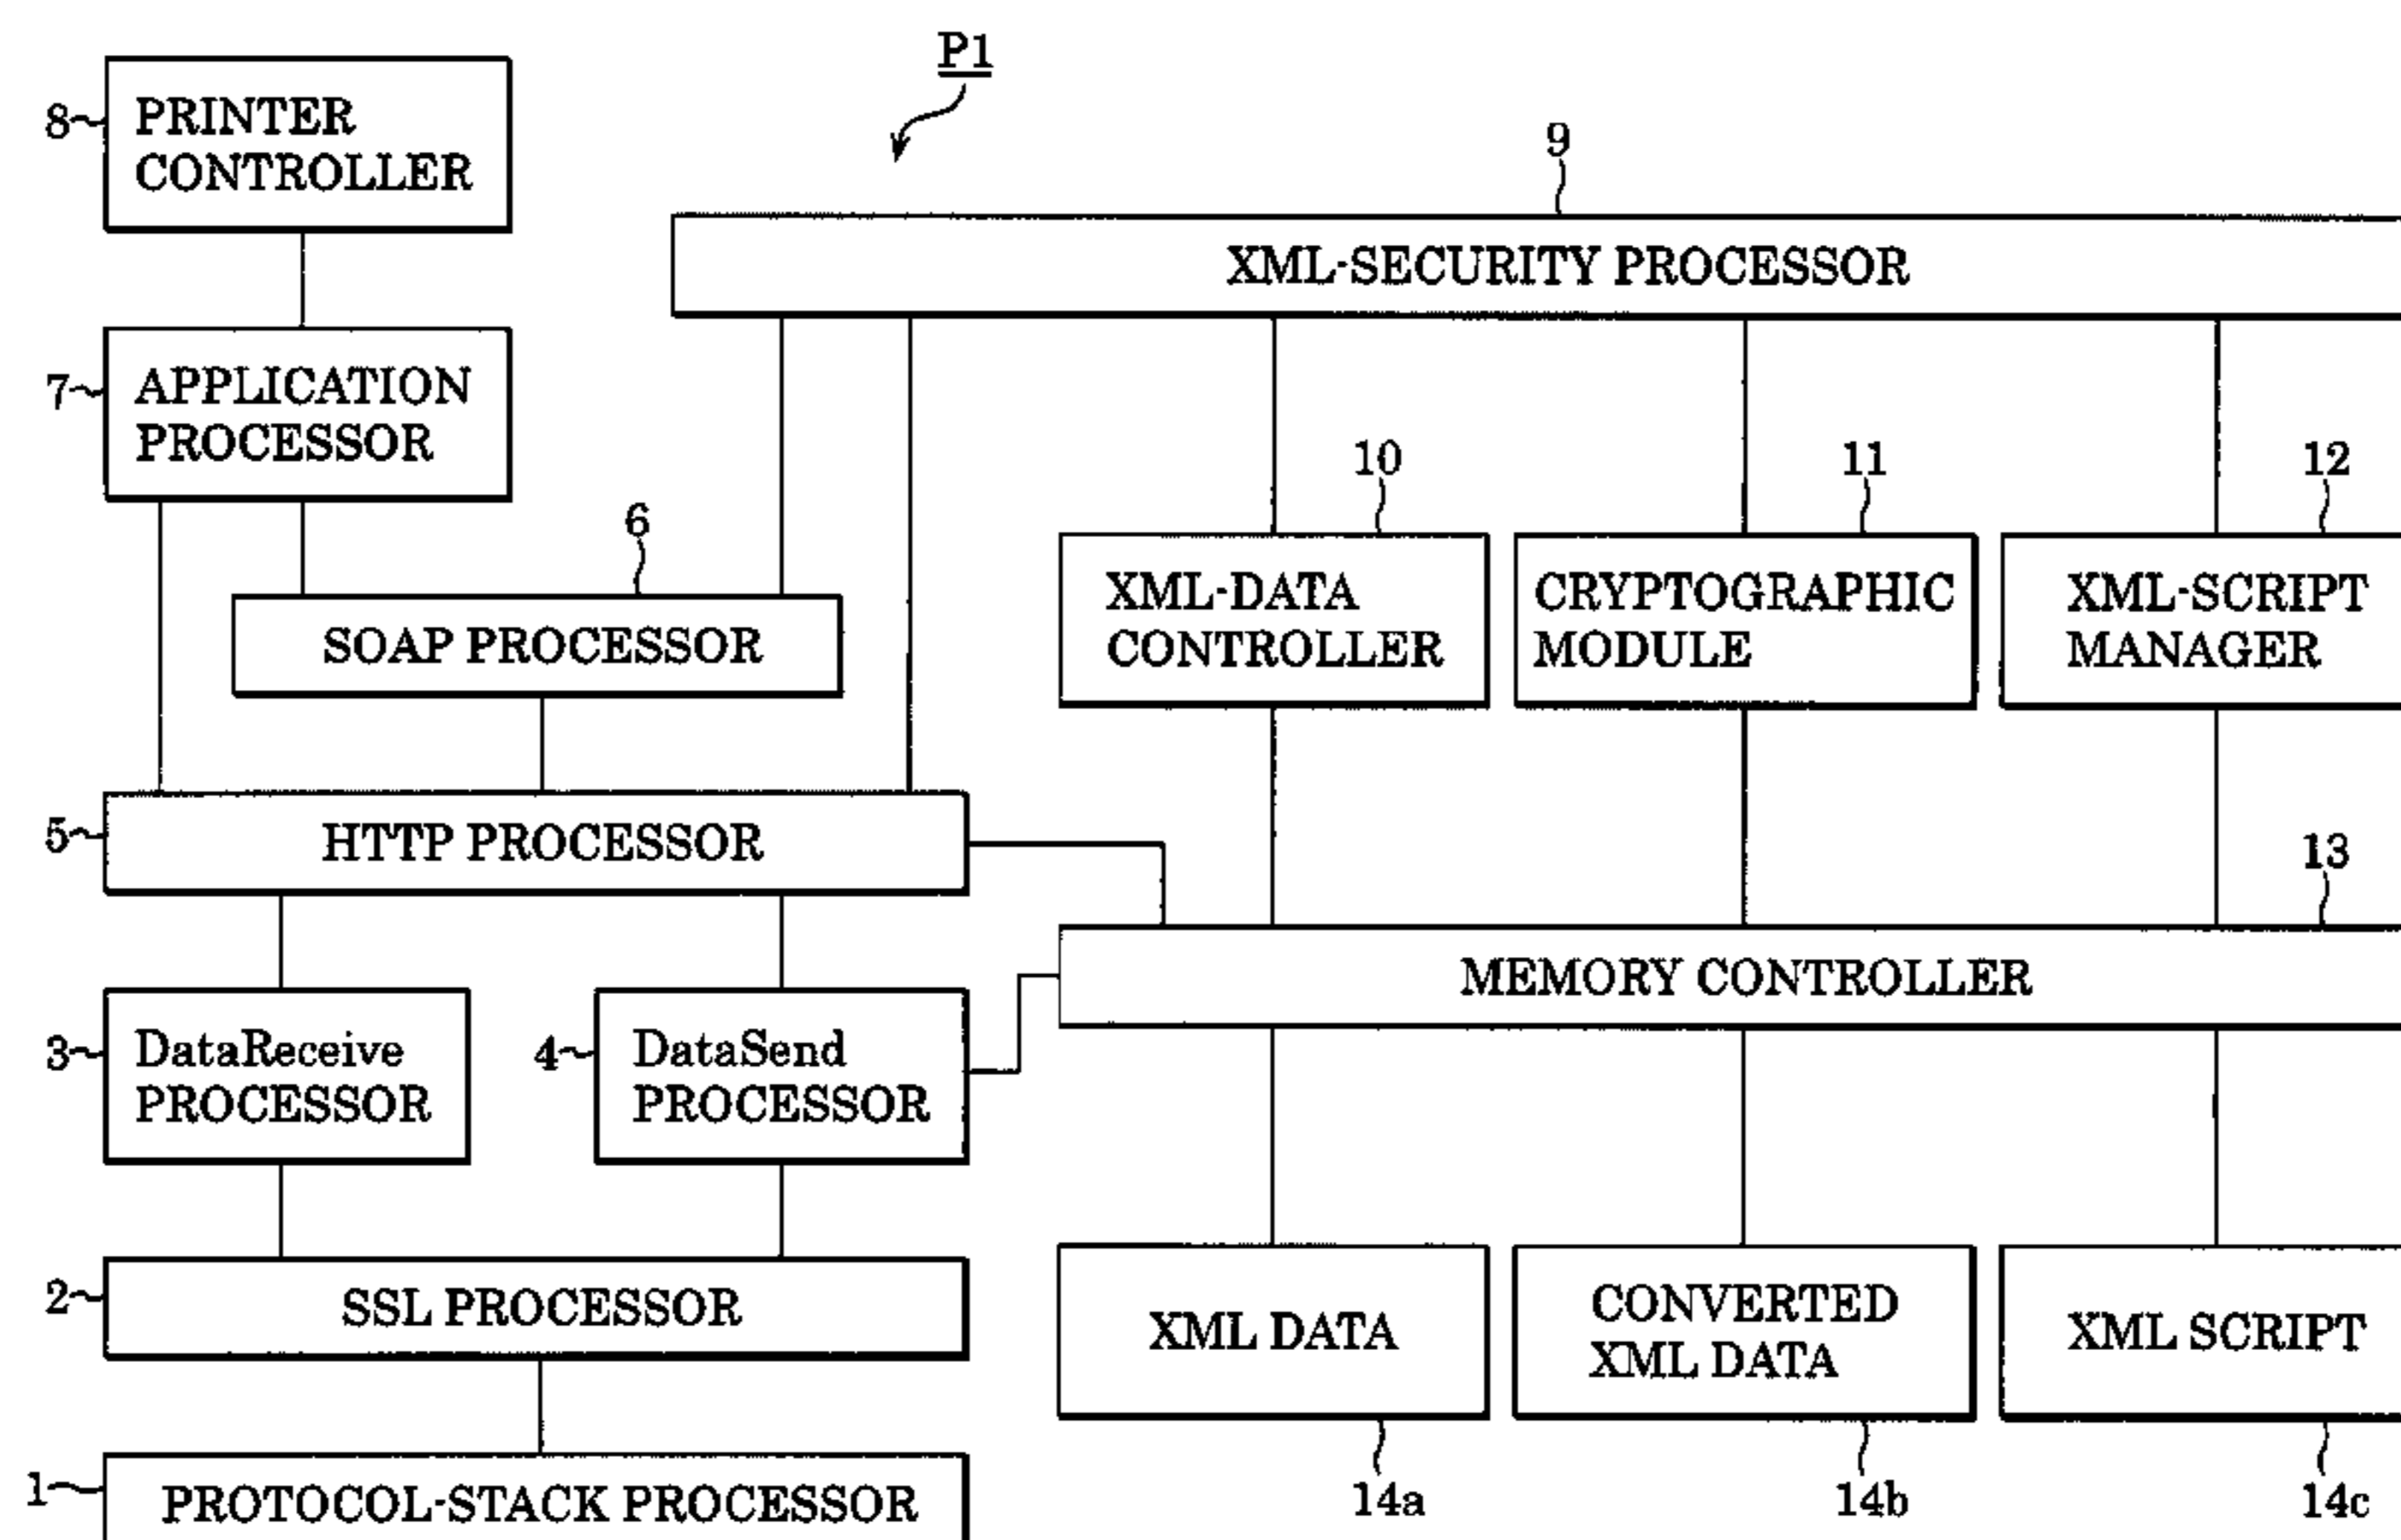 P1
8
PRINTER
CONTROLLER
9
XML-SECURITY PROCESSOR
7
APPLICATION
PROCESSOR
10
11
12
6
XML-DATA
CONTROLLER
CRYPTOGRAPHIC
MODULE
XML-SCRIPT
MANAGER
SOAP PROCESSOR
5
HTTP PROCESSOR
13
MEMORY CONTROLLER
3
DataReceive
PROCESSOR
4
DataSend
PROCESSOR
2
SSL PROCESSOR
XML DATA
CONVERTED
XML DATA
XML SCRIPT
1
PROTOCOL-STACK PROCESSOR
14a
14b
14c